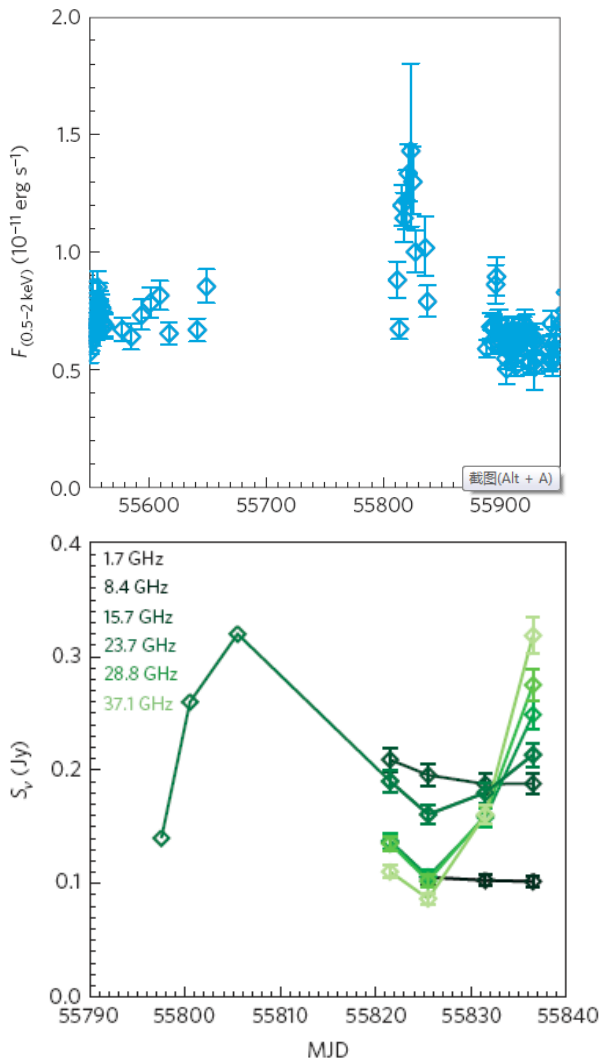 2.0
1.5
1.0
0.5
0.0
F(0.5–2 keV) (10⁻¹¹ erg s⁻¹)
截图(Alt + A)
55600 55700 55800 55900
0.4
0.3
0.2
0.1
0.0
Sν (Jy)
1.7 GHz
8.4 GHz
15.7 GHz
23.7 GHz
28.8 GHz
37.1 GHz
55790 55800 55810 55820 55830 55840
MJD